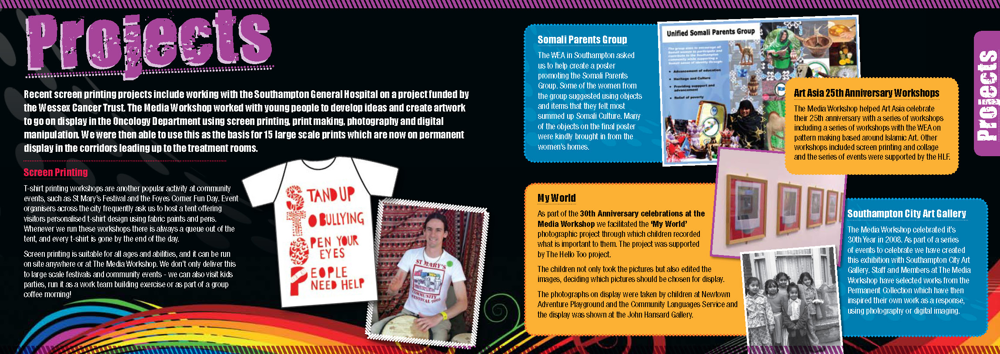 Projects
Recent screen printing projects include working with the Southampton General Hospital on a project funded by
the Wessex Cancer Trust. The Media Workshop worked with young people to develop ideas and create artwork
to go on display in the Oncology Department using screen printing, print making, photography and digital
manipulation. We were then able to use this as the basis for 15 large scale prints which are now on permanent
display in the corridors leading up to the treatment rooms.
Screen Printing
T-shirt printing workshops are another popular activity at community
events, such as St Mary's Festival and the Foyes Corner Fun Day. Event
organisers across the city frequently ask us to host a tent offering
visitors personalised t-shirt design using fabric paints and pens.
Whenever we run these workshops there is always a queue out of the
tent, and every t-shirt is gone by the end of the day.
Screen printing is suitable for all ages and abilities, and it can be run
on site anywhere or at The Media Workshop. We don't only deliver this
to large scale festivals and community events - we can also visit kids
parties, run it as a work team building exercise or as part of a group
coffee morning!
STAND UP
TO BULLYING
OPEN YOUR
EYES
PEOPLE
NEED HELP
ST MARY'S
COMMUNITY
FESTIVAL 2006
Somali Parents Group
The WEA in Southampton asked
us to help create a poster
promoting the Somali Parents
Group. Some of the women from
the group suggested using objects
and items that they felt most
summed up Somali Culture. Many
of the objects on the final poster
were kindly brought in from the
women's homes.
Unified Somali Parents Group
The group aims to encourage all
Somali women to participate and
contribute to the Southampton
community while supporting a
Somali sense of identity through:
• Advancement of education
• Heritage and Culture
• Providing support and
advancement
• Relief of poverty
Art Asia 25th Anniversary Workshops
The Media Workshop helped Art Asia celebrate
their 25th anniversary with a series of workshops
including a series of workshops with the WEA on
pattern making based around Islamic Art. Other
workshops included screen printing and collage
and the series of events were supported by the HLF.
My World
As part of the 30th Anniversary celebrations at the
Media Workshop we facilitated the 'My World'
photographic project through which children recorded
what is important to them. The project was supported
by The Hello Too project.
The children not only took the pictures but also edited the
images, deciding which pictures should be chosen for display.
The photographs on display were taken by children at Newtown
Adventure Playground and the Community Languages Service and
the display was shown at the John Hansard Gallery.
Southampton City Art Gallery
The Media Workshop celebrated it's
30th Year in 2008. As part of a series
of events to celebrate we have created
this exhibition with Southampton City Art
Gallery. Staff and Members at The Media
Workshop have selected works from the
Permanent Collection which have then
inspired their own work as a response,
using photography or digital imaging.
Projects